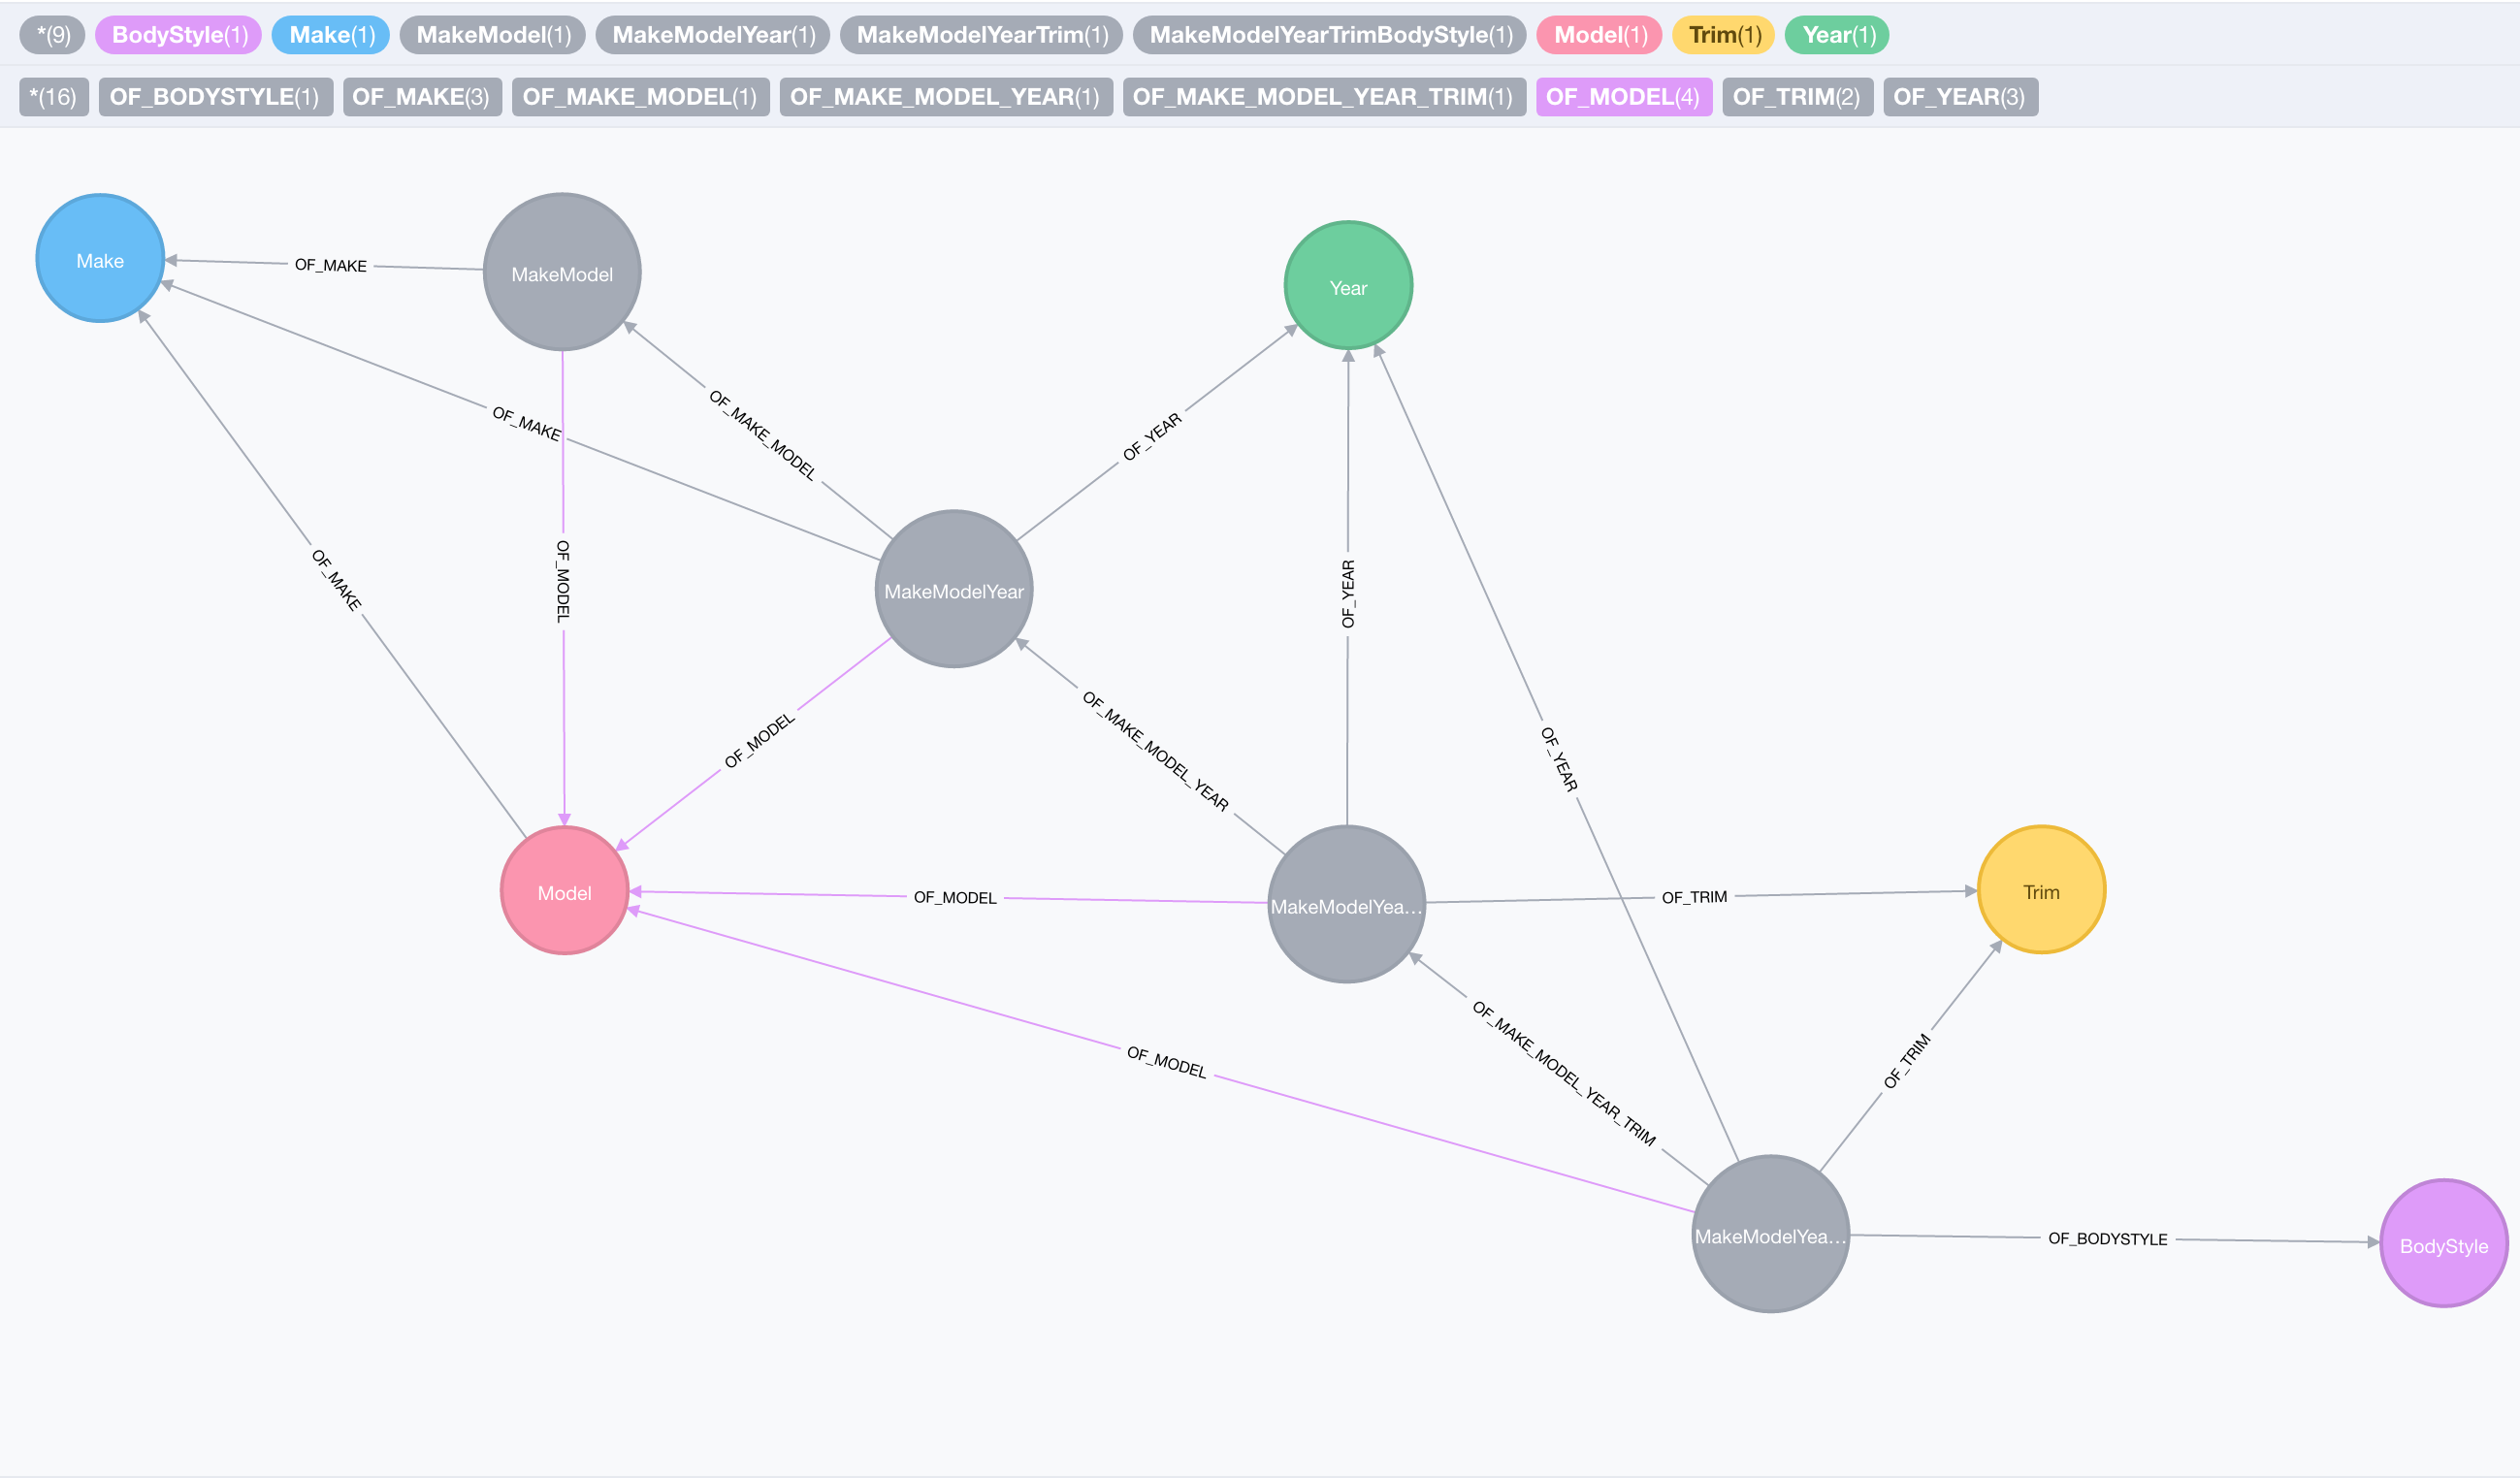 *(9) BodyStyle(1) Make(1) MakeModel(1) MakeModelYear(1) MakeModelYearTrim(1) MakeModelYearTrimBodyStyle(1) Model(1) Trim(1) Year(1)
*(16) OF_BODYSTYLE(1) OF_MAKE(3) OF_MAKE_MODEL(1) OF_MAKE_MODEL_YEAR(1) OF_MAKE_MODEL_YEAR_TRIM(1) OF_MODEL(4) OF_TRIM(2) OF_YEAR(3)
Make
OF_MAKE
MakeModel
Year
OF_MAKE
OF_MAKE_MODEL
OF_YEAR
OF_MAKE
OF_MODEL
MakeModelYear
OF_YEAR
OF_MODEL
OF_MAKE_MODEL_YEAR
OF_YEAR
Model
OF_MODEL
MakeModelYea...
OF_TRIM
Trim
OF_MODEL
OF_MAKE_MODEL_YEAR_TRIM
OF_TRIM
MakeModelYea...
OF_BODYSTYLE
BodyStyle